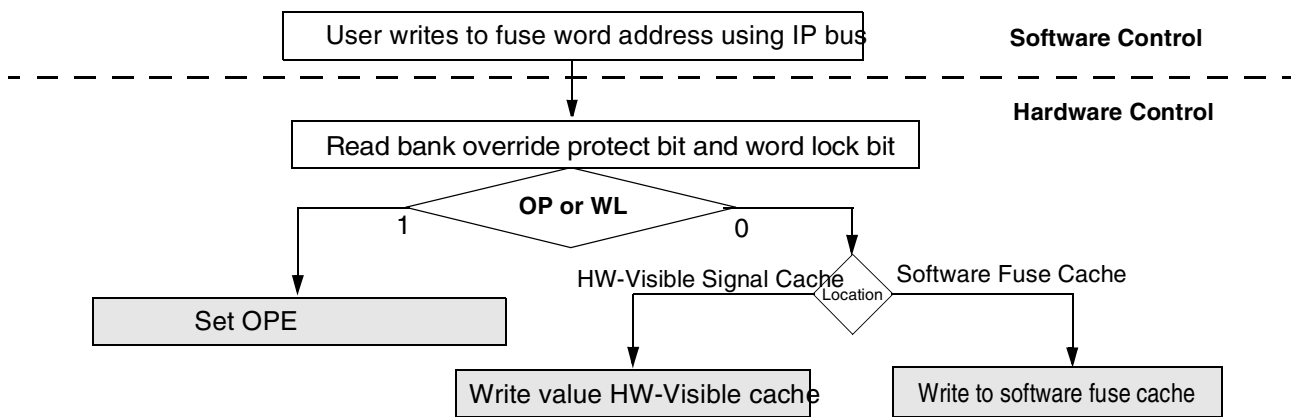 User writes to fuse word address using IP bus
Software Control
Hardware Control
Read bank override protect bit and word lock bit
OP or WL
1
0
HW-Visible Signal Cache
Software Fuse Cache
Location
Set OPE
Write value HW-Visible cache
Write to software fuse cache